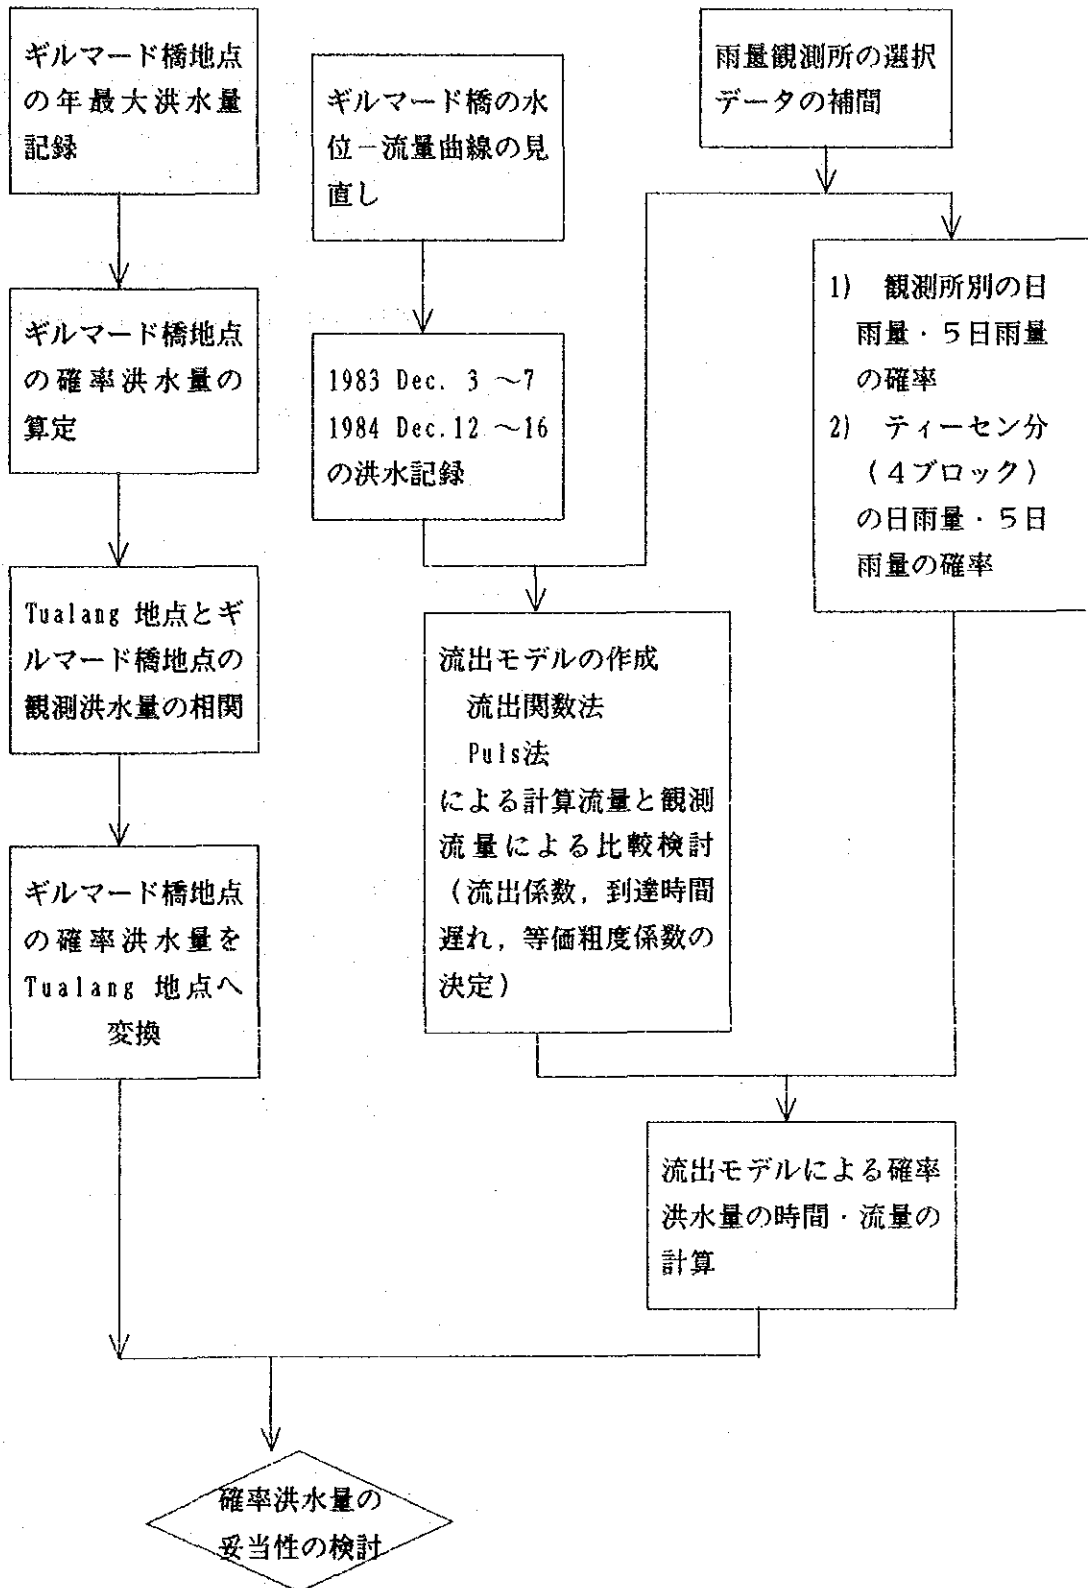 ギルマード橋地点
の年最大洪水量
記録
ギルマード橋地点
の確率洪水量の
算定
Tualang 地点とギ
ルマード橋地点の
観測洪水量の相関
ギルマード橋地点
の確率洪水量を
Tualang 地点へ
変換
ギルマード橋の水
位－流量曲線の見
直し
1983 Dec. 3 ～7
1984 Dec.12 ～16
の洪水記録
雨量観測所の選択
データの補間
1) 観測所別の日
雨量・５日雨量
の確率
2) ティーセン分
（４ブロック）
の日雨量・５日
雨量の確率
流出モデルの作成
流出関数法
Puls法
による計算流量と観測
流量による比較検討
（流出係数，到達時間
遅れ，等価粗度係数の
決定）
流出モデルによる確率
洪水量の時間・流量の
計算
確率洪水量の
妥当性の検討